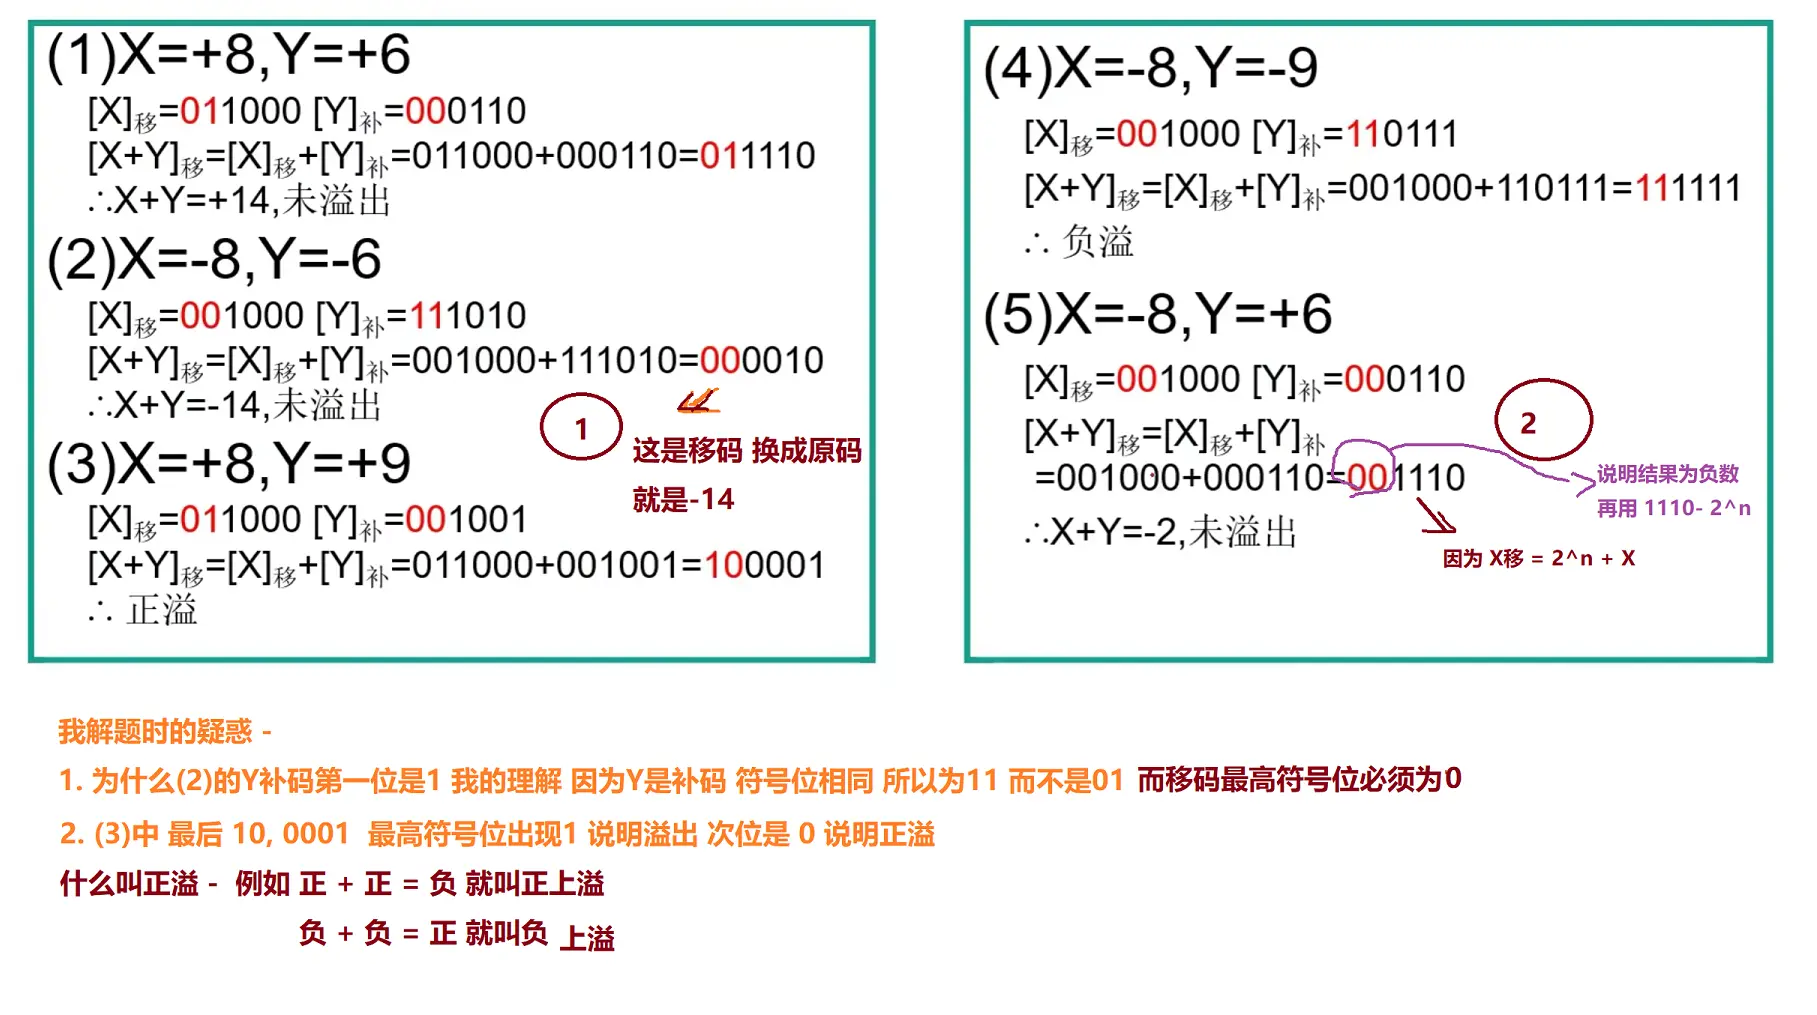 (1)X=+8,Y=+6
[X]移=011000 [Y]补=000110
[X+Y]移=[X]移+[Y]补=011000+000110=011110
∴X+Y=+14,未溢出
(2)X=-8,Y=-6
[X]移=001000 [Y]补=111010
[X+Y]移=[X]移+[Y]补=001000+111010=000010
∴X+Y=-14,未溢出
1
这是移码 换成原码
就是-14
(3)X=+8,Y=+9
[X]移=011000 [Y]补=001001
[X+Y]移=[X]移+[Y]补=011000+001001=100001
∴ 正溢
(4)X=-8,Y=-9
[X]移=001000 [Y]补=110111
[X+Y]移=[X]移+[Y]补=001000+110111=111111
∴ 负溢
(5)X=-8,Y=+6
[X]移=001000 [Y]补=000110
[X+Y]移=[X]移+[Y]补
=001000+000110=001110
∴X+Y=-2,未溢出
2
说明结果为负数
再用 1110- 2^n
因为 X移 = 2^n + X
我解题时的疑惑 -
1. 为什么(2)的Y补码第一位是1 我的理解 因为Y是补码 符号位相同 所以为11 而不是01 而移码最高符号位必须为0
2. (3)中 最后 10, 0001 最高符号位出现1 说明溢出 次位是 0 说明正溢
什么叫正溢 - 例如 正 + 正 = 负 就叫正上溢
负 + 负 = 正 就叫负 上溢